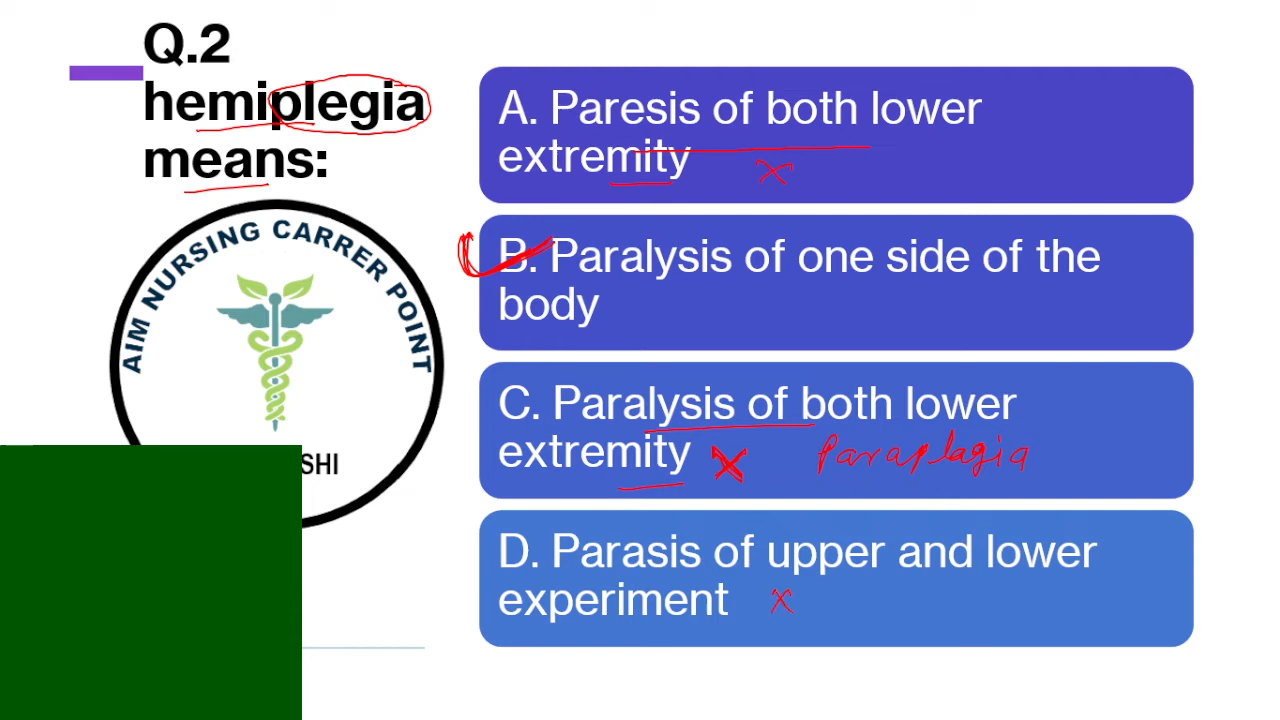 Q.2
hemiplegia
means:
A. Paresis of both lower
extremity
x
B. Paralysis of one side of the
body
C. Paralysis of both lower
extremity x paraplagia
D. Parasis of upper and lower
experiment x
AIM NURSING CARRER POINT
SHI